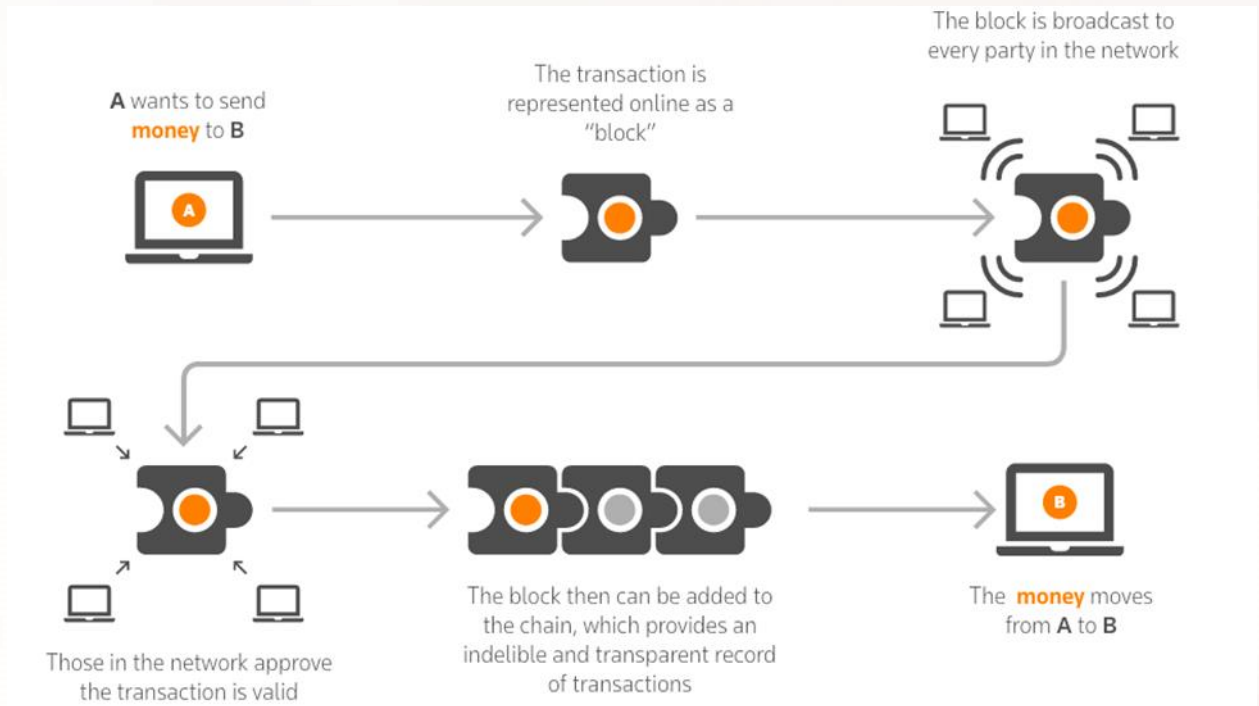 A wants to send
money to B
A
The transaction is
represented online as a
"block"
The block is broadcast to
every party in the network
Those in the network approve
the transaction is valid
The block then can be added to
the chain, which provides an
indelible and transparent record
of transactions
B
The money moves
from A to B